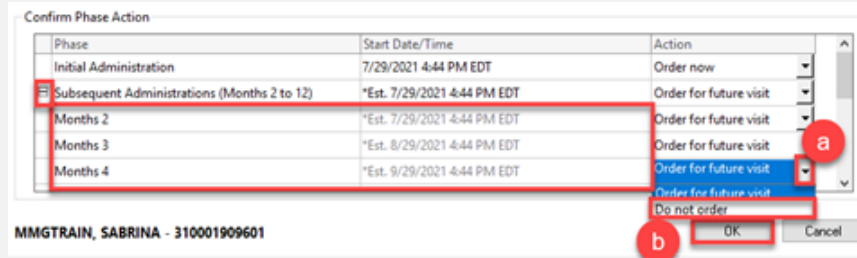 Confirm Phase Action
Phase Start Date/Time Action
Initial Administration 7/29/2021 4:44 PM EDT Order now
Subsequent Administrations (Months 2 to 12) *Est. 7/29/2021 4:44 PM EDT Order for future visit
Months 2 *Est. 7/29/2021 4:44 PM EDT Order for future visit
Months 3 *Est. 8/29/2021 4:44 PM EDT Order for future visit
a
Months 4 *Est. 9/29/2021 4:44 PM EDT Order for future visit
Order for future visit
Do not order
MMGTRAIN, SABRINA - 310001909601 b OK Cancel